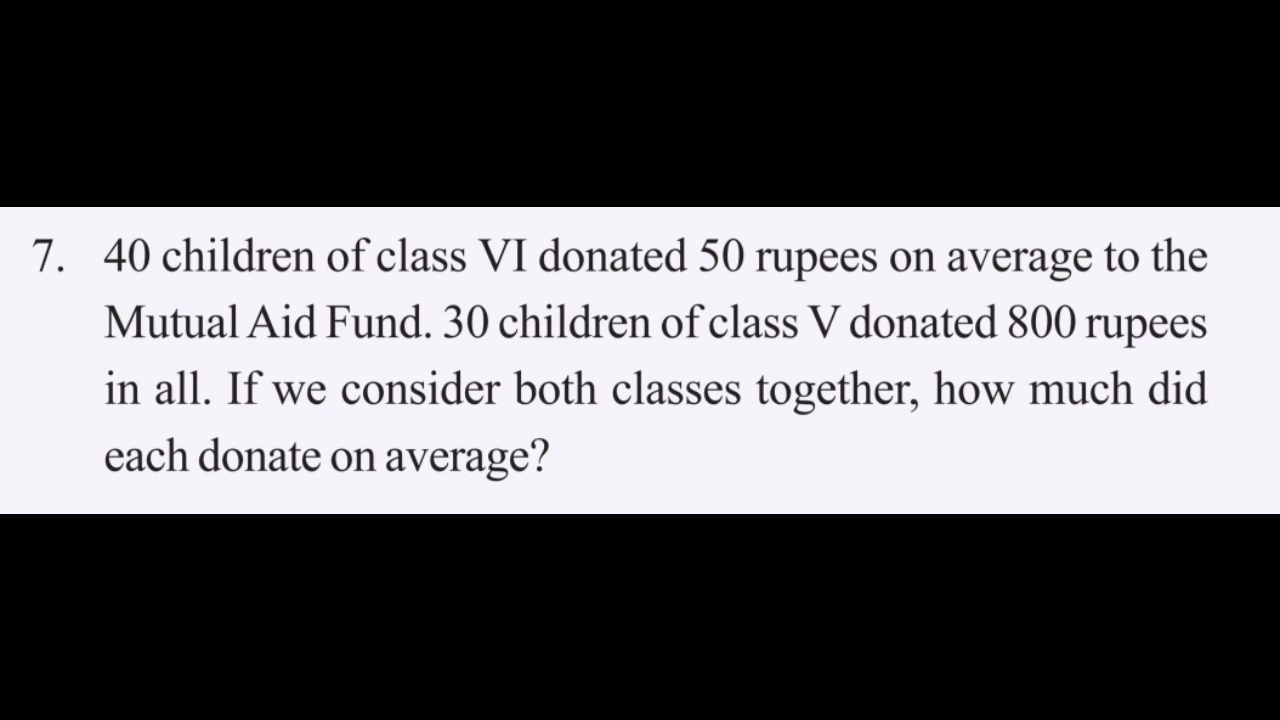 7. 40 children of class VI donated 50 rupees on average to the
Mutual Aid Fund. 30 children of class V donated 800 rupees
in all. If we consider both classes together, how much did
each donate on average?